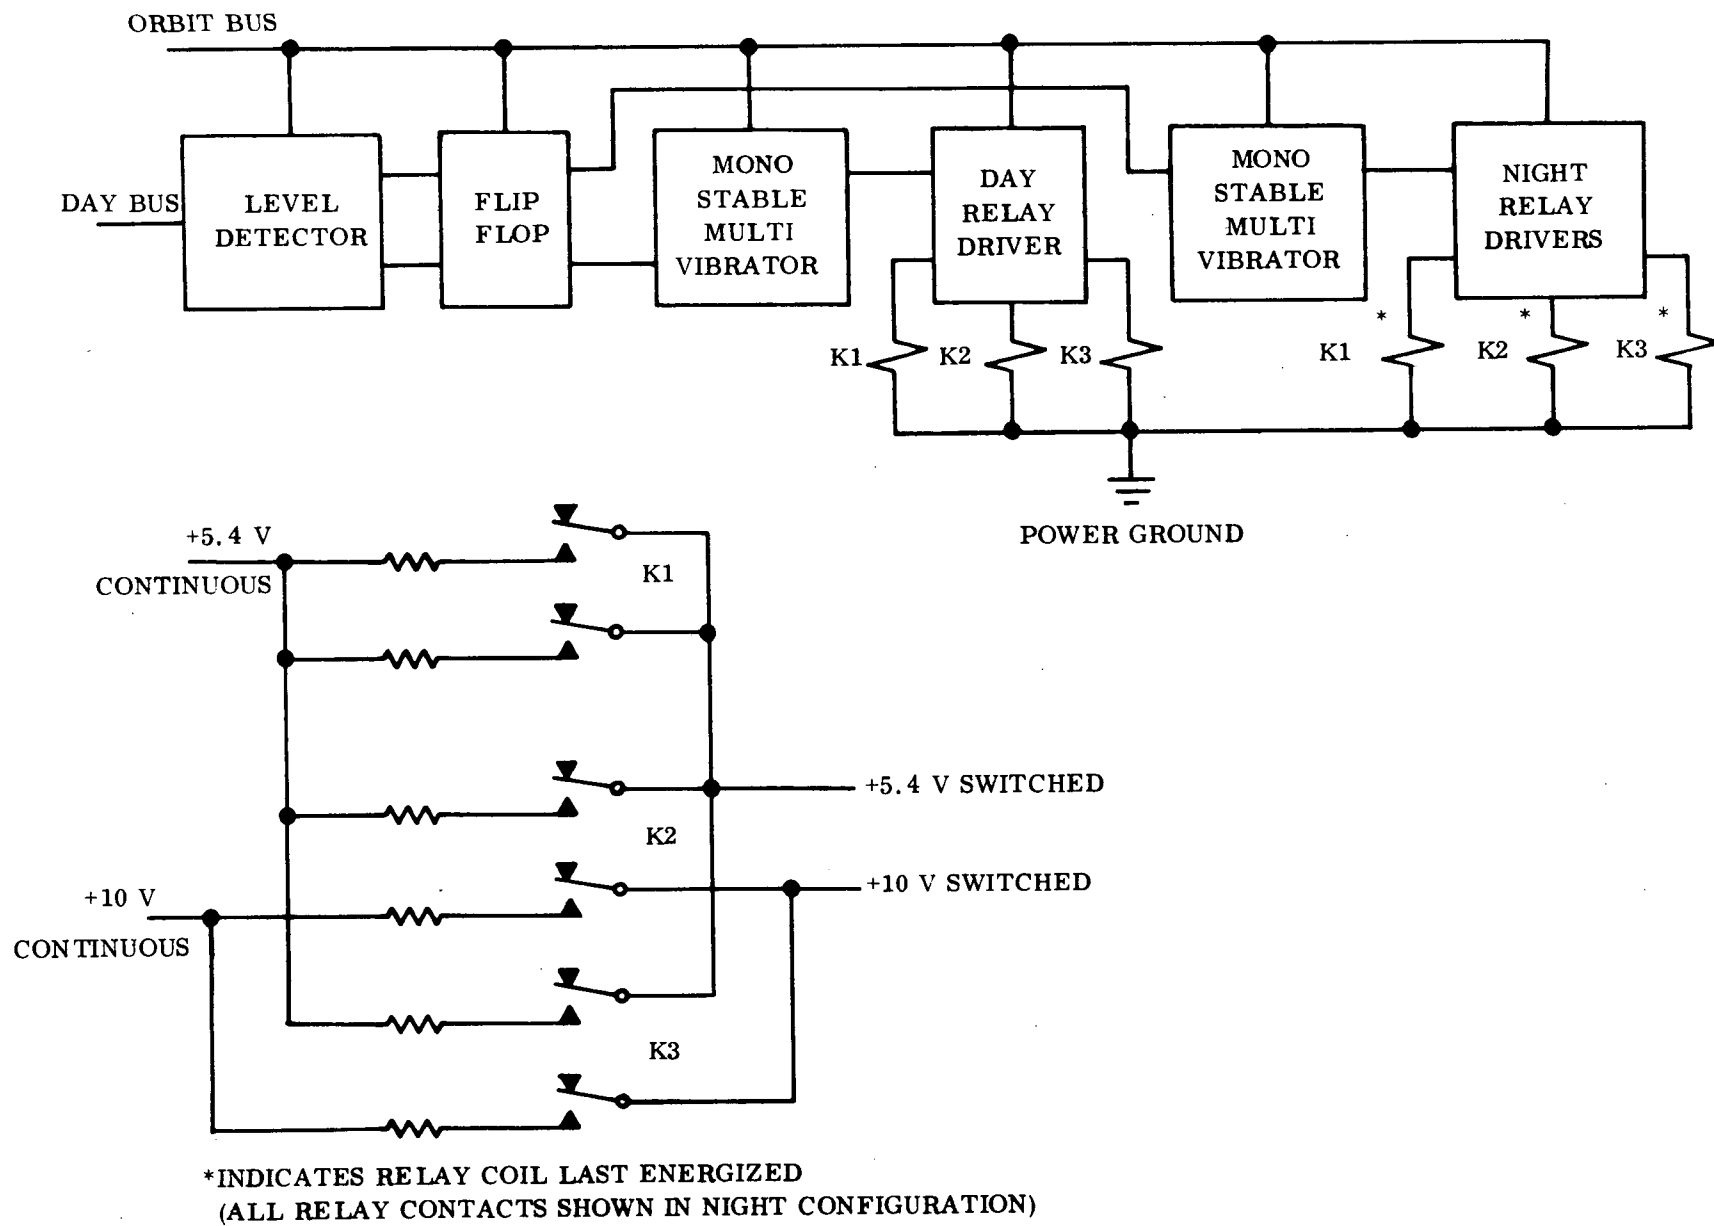 ORBIT BUS
DAY BUS
LEVEL
DETECTOR
FLIP
FLOP
MONO
STABLE
MULTI
VIBRATOR
DAY
RELAY
DRIVER
MONO
STABLE
MULTI
VIBRATOR
NIGHT
RELAY
DRIVERS
K1
K2
K3
*
K1
*
K2
*
K3
POWER GROUND
+5.4 V
CONTINUOUS
K1
+5.4 V SWITCHED
K2
+10 V SWITCHED
+10 V
CONTINUOUS
K3
*INDICATES RELAY COIL LAST ENERGIZED
(ALL RELAY CONTACTS SHOWN IN NIGHT CONFIGURATION)